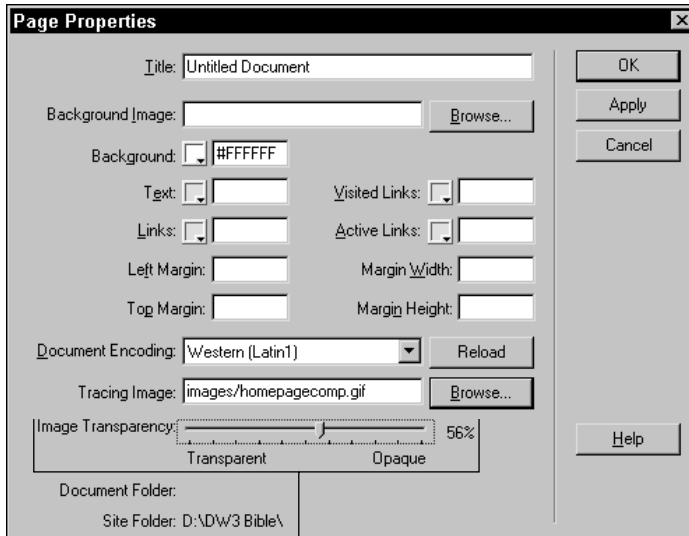 Page Properties
Title: Untitled Document
OK
Background Image:
Browse...
Apply
Background: #FFFFFF
Cancel
Text:
Visited Links:
Links:
Active Links:
Left Margin:
Margin Width:
Top Margin:
Margin Height:
Document Encoding: Western (Latin1)
Reload
Tracing Image: images/homepagecomp.gif
Browse...
Image Transparency: 56%
Help
Transparent Opaque
Document Folder:
Site Folder: D:\DW3 Bible\